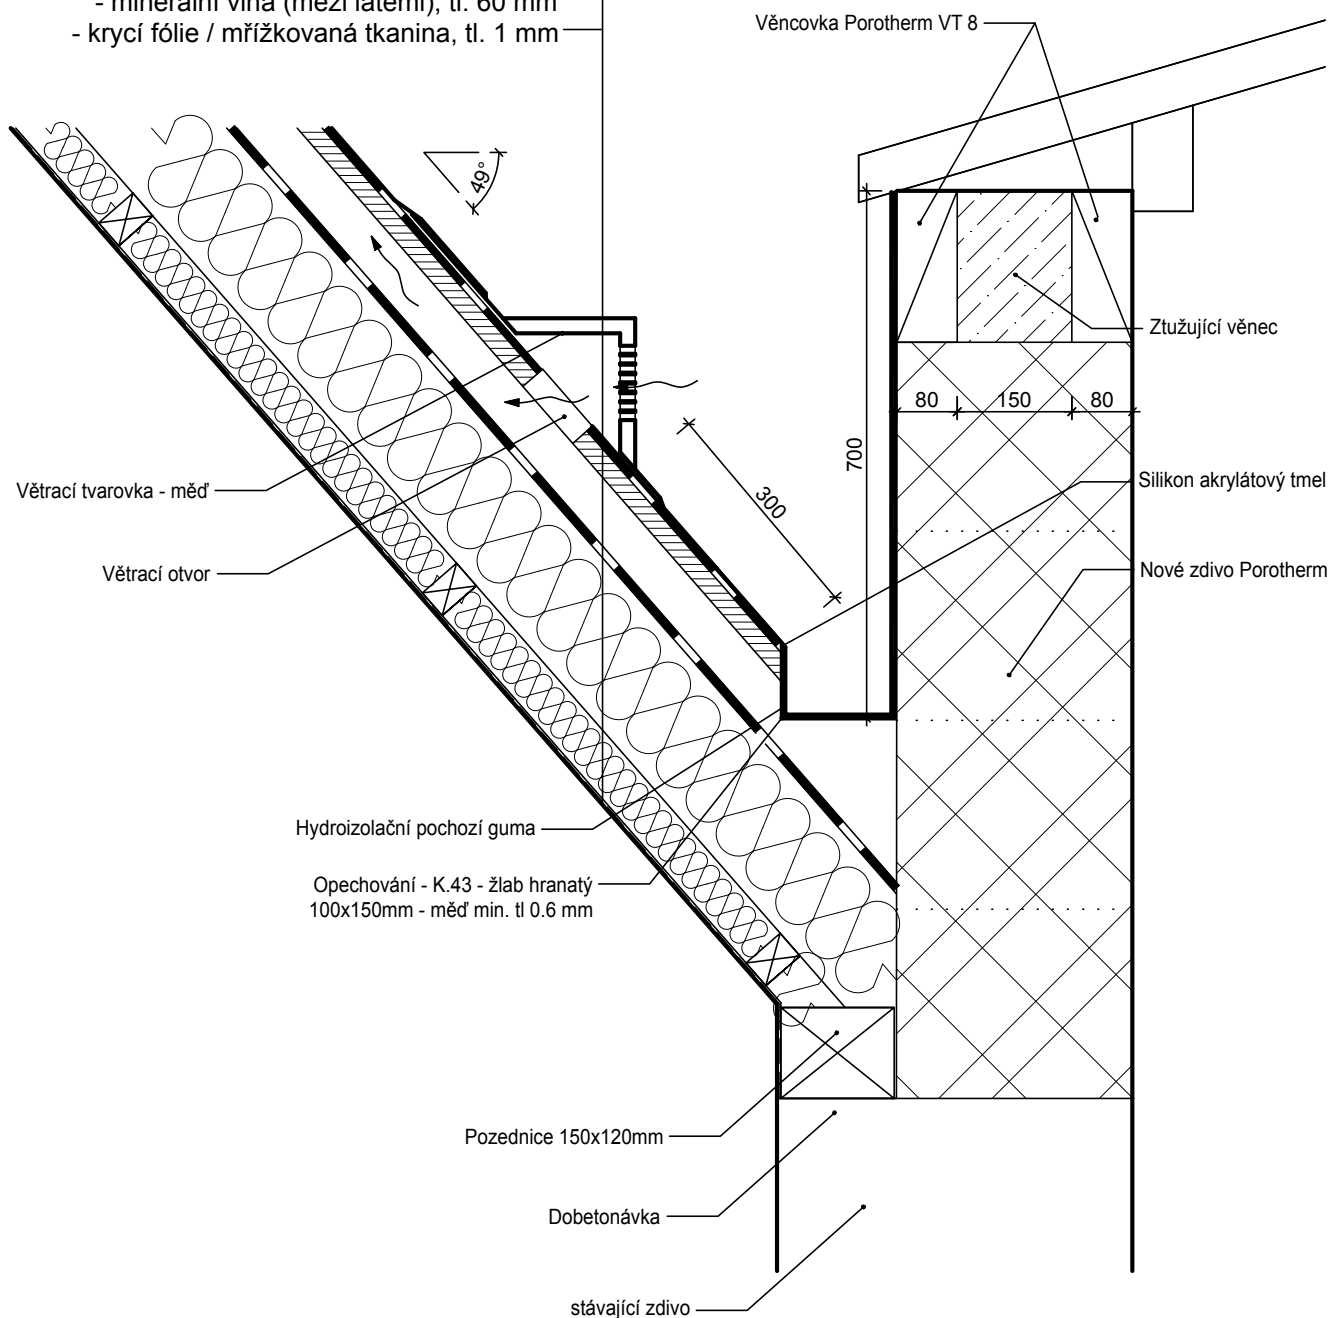 - minerální vlna (mezi latěmi), tl. 60 mm
- krycí fólie / mřížkovaná tkanina, tl. 1 mm
Věncovka Porotherm VT 8
49°
Ztužující věnec
80
150
80
700
Silikon akrylátový tmel
300
Větrací tvarovka - měď
Větrací otvor
Nové zdivo Porotherm
Hydroizolační pochozí guma
Opechování - K.43 - žlab hranatý
100x150mm - měď min. tl 0.6 mm
Pozednice 150x120mm
Dobetonávka
stávající zdivo